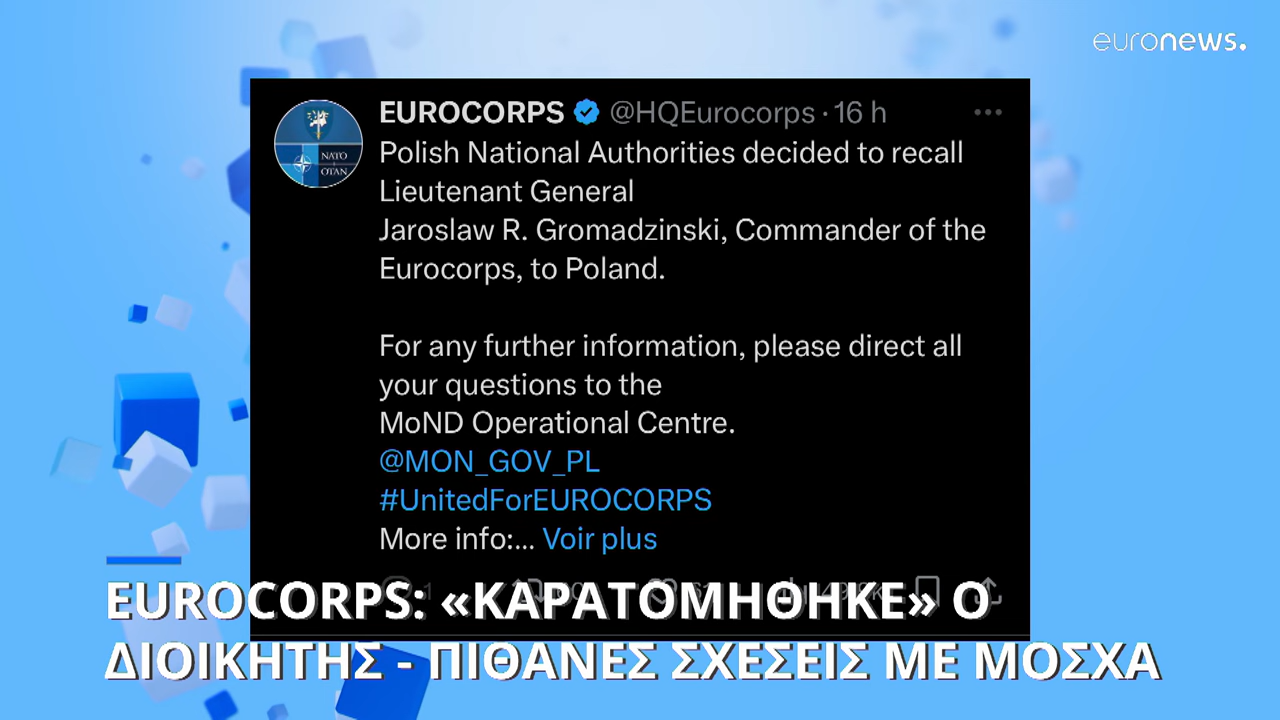 euronews.
EUROCORPS @HQEurocorps · 16 h
Polish National Authorities decided to recall
Lieutenant General
Jaroslaw R. Gromadzinski, Commander of the
Eurocorps, to Poland.
NATO
OTAN
For any further information, please direct all
your questions to the
MoND Operational Centre.
@MON_GOV_PL
#UnitedForEUROCORPS
More info:... Voir plus
EUROCORPS: «ΚΑΡΑΤΟΜΗΘΗΚΕ» Ο
ΔΙΟΙΚΗΤΗΣ - ΠΙΘΑΝΕΣ ΣΧΕΣΕΙΣ ΜΕ ΜΟΣΧΑ